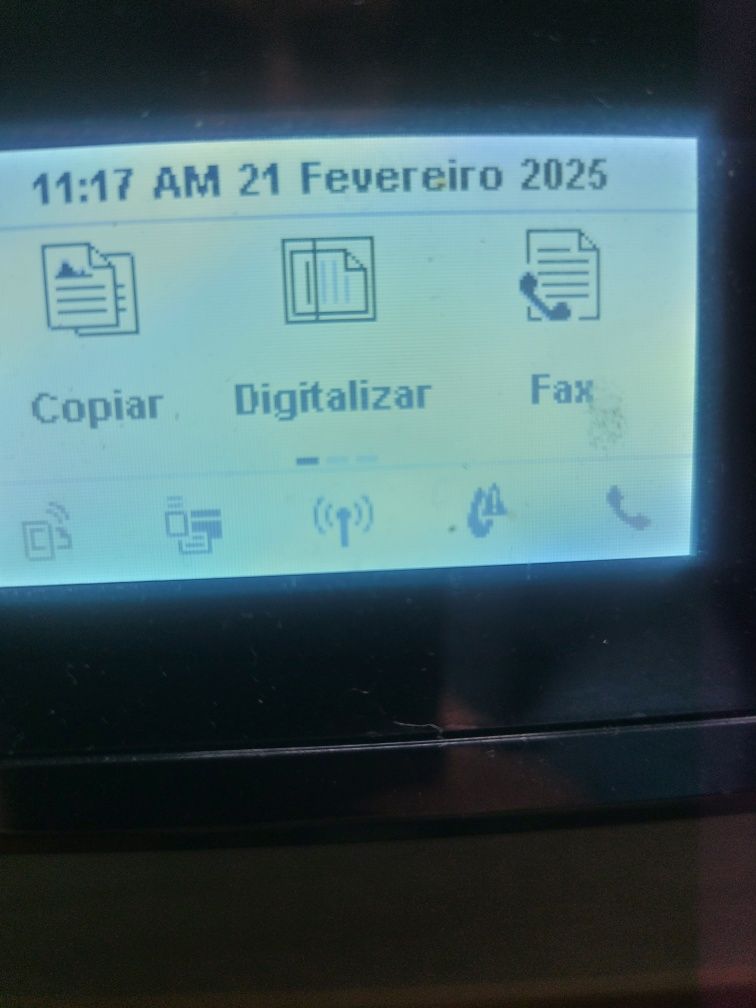 11:17 AM 21 Fevereiro 2025
Copiar Digitalizar Fax